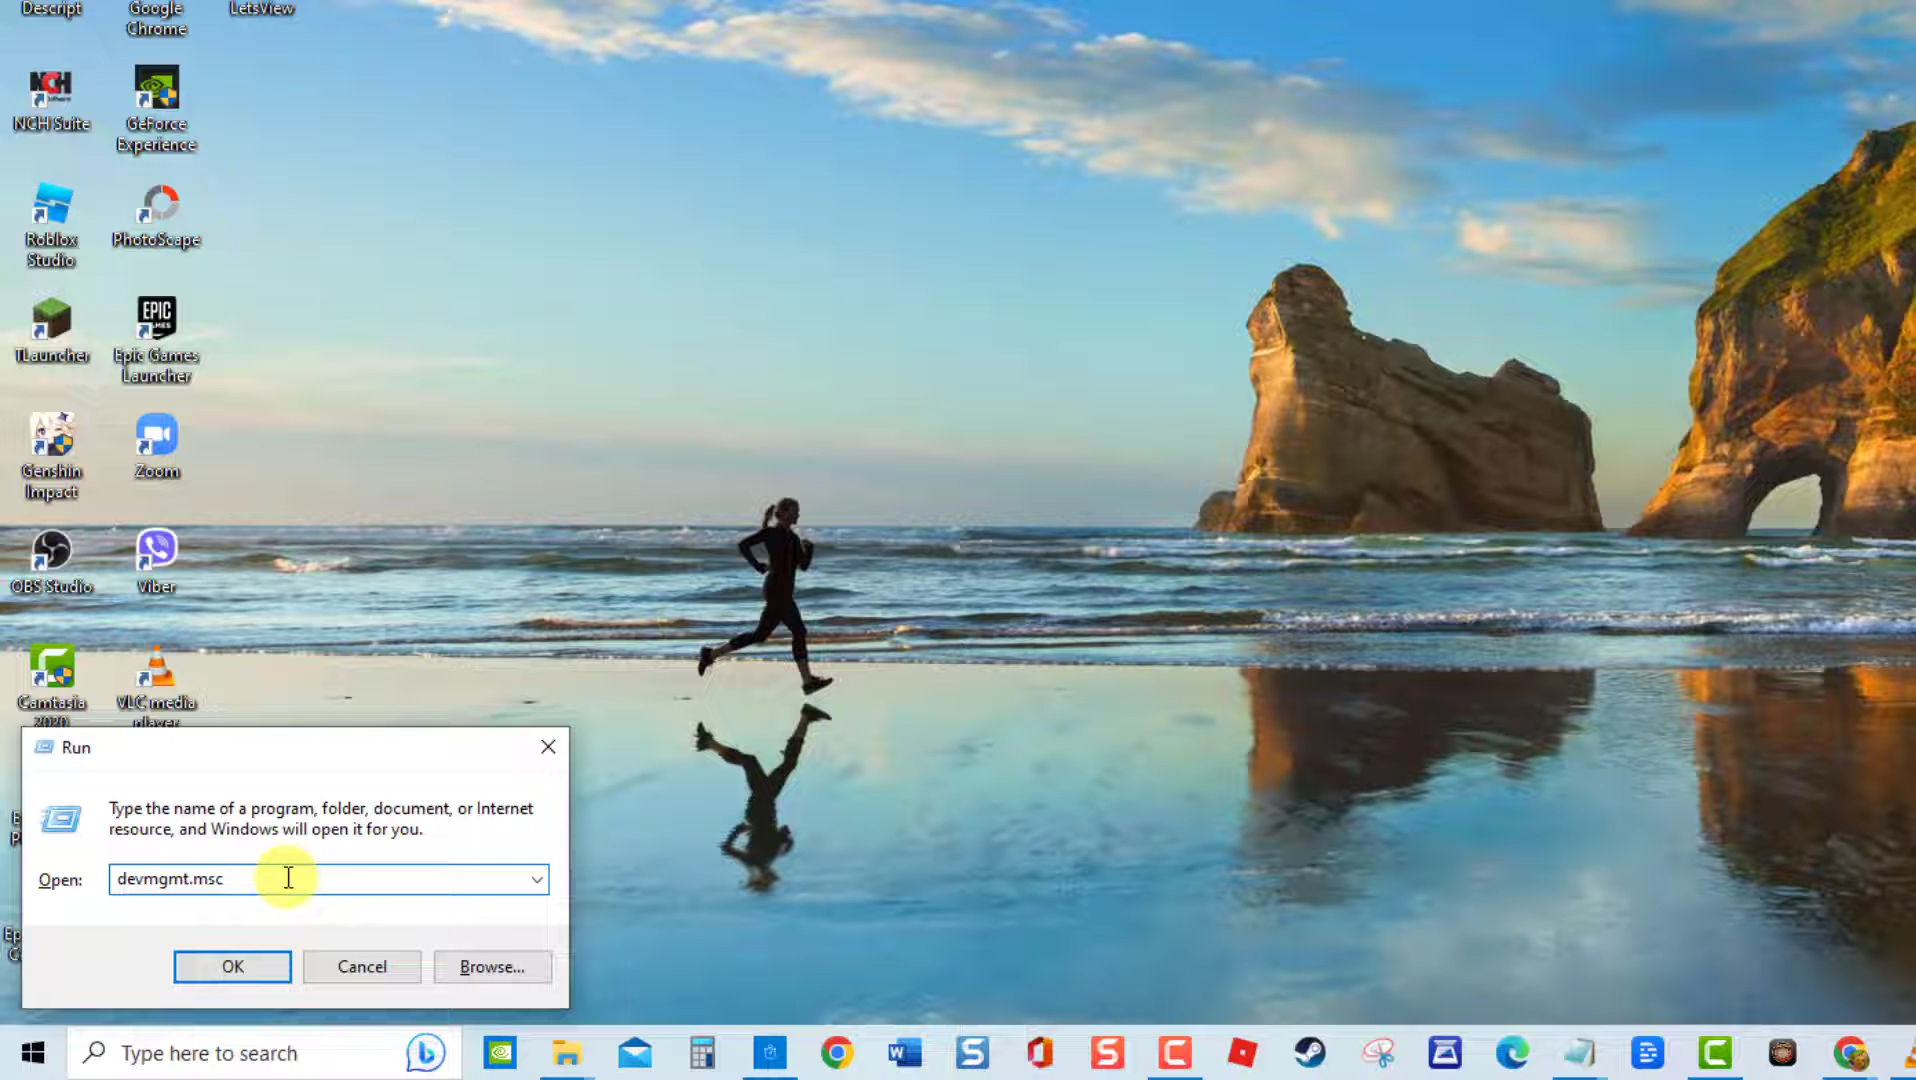 Descript
Google
Chrome
LetsView
NCH Suite
GeForce
Experience
Roblox
Studio
PhotoScape
TLauncher
EPIC
GAMES
Epic Games
Launcher
Genshin
Impact
Zoom
OBS Studio
Viber
Camtasia
2020
VLC media
player
Run
Type the name of a program, folder, document, or Internet
resource, and Windows will open it for you.
Open:
devmgmt.msc
OK
Cancel
Browse...
Type here to search